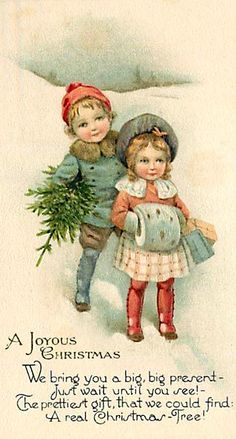 A JOYOUS
CHRISTMAS
We bring you a big, big present-
Just wait until you see!-
The prettiest gift, that we could find:
A real Christmas-Tree!